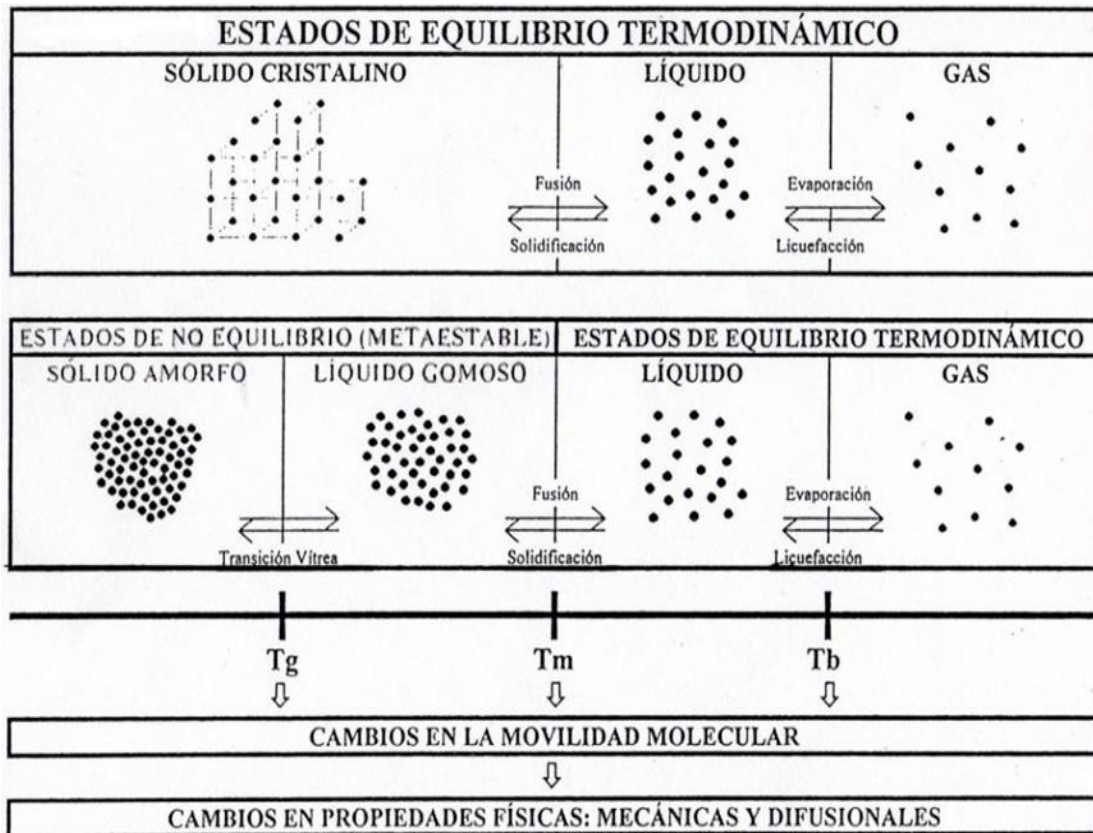 ESTADOS DE EQUILIBRIO TERMODINÁMICO
SÓLIDO CRISTALINO
LÍQUIDO
GAS
Fusión
Solidificación
Evaporación
Licuefacción
ESTADOS DE NO EQUILIBRIO (METAESTABLE)
ESTADOS DE EQUILIBRIO TERMODINÁMICO
SÓLIDO AMORFO
LÍQUIDO GOMOSO
LÍQUIDO
GAS
Transición Vítrea
Fusión
Solidificación
Evaporación
Licuefacción
Tg
Tm
Tb
CAMBIOS EN LA MOVILIDAD MOLECULAR
CAMBIOS EN PROPIEDADES FÍSICAS: MECÁNICAS Y DIFUSIONALES